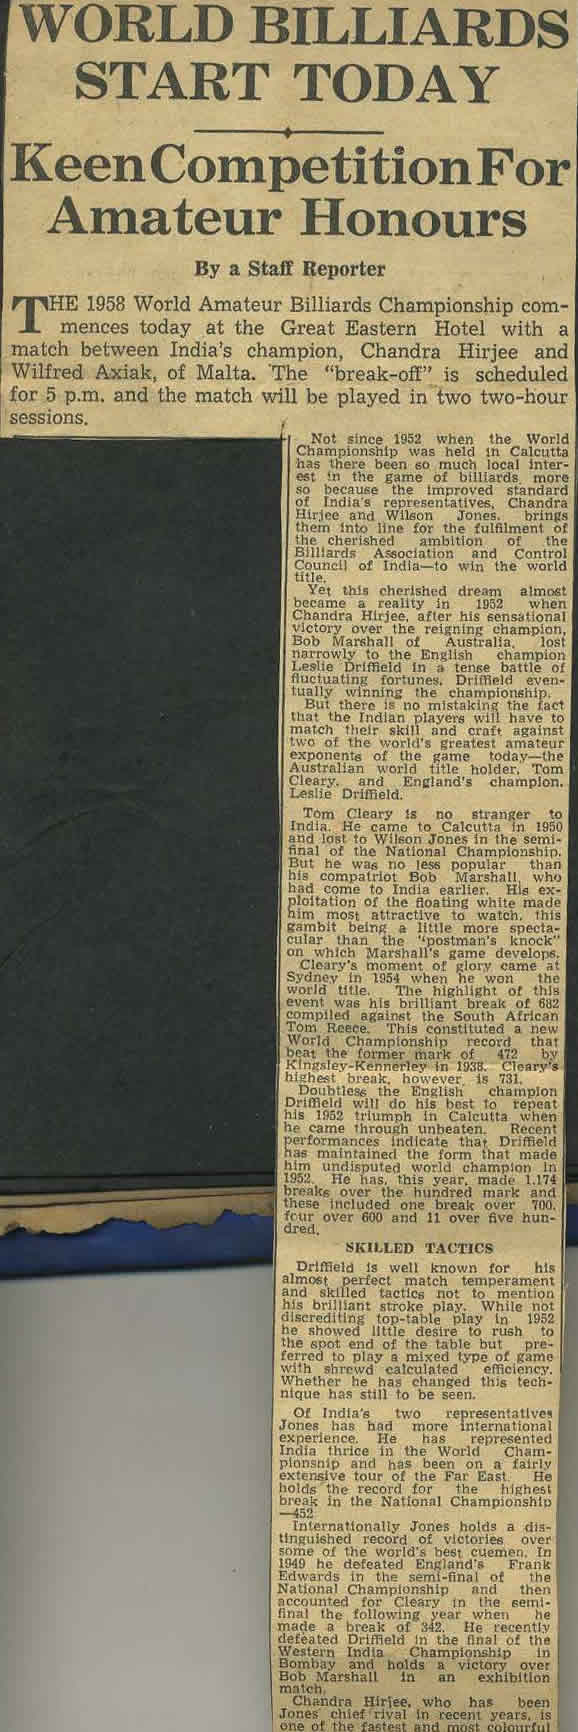 WORLD BILLIARDS
START TODAY
Keen Competition For
Amateur Honours
By a Staff Reporter
THE 1958 World Amateur Billiards Championship com-
mences today at the Great Eastern Hotel with a
match between India's champion, Chandra Hirjee and
Wilfred Axiak, of Malta. The "break-off" is scheduled
for 5 p.m. and the match will be played in two two-hour
sessions.
Not since 1952 when the World
Championship was held in Calcutta
has there been so much local inter-
est in the game of billiards, more
so because the improved standard
of India's representatives, Chandra
Hirjee and Wilson Jones, brings
them into line for the fulfilment of
the cherished ambition of the
Billiards Association and Control
Council of India—to win the world
title.
Yet this cherished dream almost
became a reality in 1952 when
Chandra Hirjee, after his sensational
victory over the reigning champion,
Bob Marshall of Australia, lost
narrowly to the English champion
Leslie Driffield in a tense battle of
fluctuating fortunes, Driffield even-
tually winning the championship.
But there is no mistaking the fact
that the Indian players will have to
match their skill and craft against
two of the world's greatest amateur
exponents of the game today—the
Australian world title holder, Tom
Cleary, and England's champion,
Leslie Driffield.
Tom Cleary is no stranger to
India. He came to Calcutta in 1950
and lost to Wilson Jones in the semi-
final of the National Championship.
But he was no less popular than
his compatriot Bob Marshall, who
had come to India earlier. His ex-
ploitation of the floating white made
him most attractive to watch, this
gambit being a little more specta-
cular than the "postman's knock"
on which Marshall's game develops.
Cleary's moment of glory came at
Sydney in 1954 when he won the
world title. The highlight of this
event was his brilliant break of 682
compiled against the South African
Tom Reece. This constituted a new
World Championship record that
beat the former mark of 472 by
Kingsley-Kennerley in 1938. Cleary's
highest break, however, is 731.
Doubtless the English champion
Driffield will do his best to repeat
his 1952 triumph in Calcutta when
he came through unbeaten. Recent
performances indicate that Driffield
has maintained the form that made
him undisputed world champion in
1952. He has, this year, made 1,174
breaks over the hundred mark and
these included one break over 700,
four over 600 and 11 over five hun-
dred.
SKILLED TACTICS
Driffield is well known for his
almost perfect match temperament
and skilled tactics not to mention
his brilliant stroke play. While not
discrediting top-table play in 1952
he showed little desire to rush to
the spot end of the table but pre-
ferred to play a mixed type of game
with shrewd calculated efficiency.
Whether he has changed this tech-
nique has still to be seen.
Of India's two representatives
Jones has had more international
experience. He has represented
India thrice in the World Cham-
pionship and has been on a fairly
extensive tour of the Far East. He
holds the record for the highest
break in the National Championship
—452
Internationally Jones holds a dis-
tinguished record of victories over
some of the world's best cuemen. In
1949 he defeated England's Frank
Edwards in the semi-final of the
National Championship and then
accounted for Cleary in the semi-
final the following year when he
made a break of 342. He recently
defeated Driffield in the final of the
Western India Championship in
Bombay and holds a victory over
Bob Marshall in an exhibition
match.
Chandra Hirjee, who has been
Jones' chief rival in recent years, is
one of the fastest and most colourful